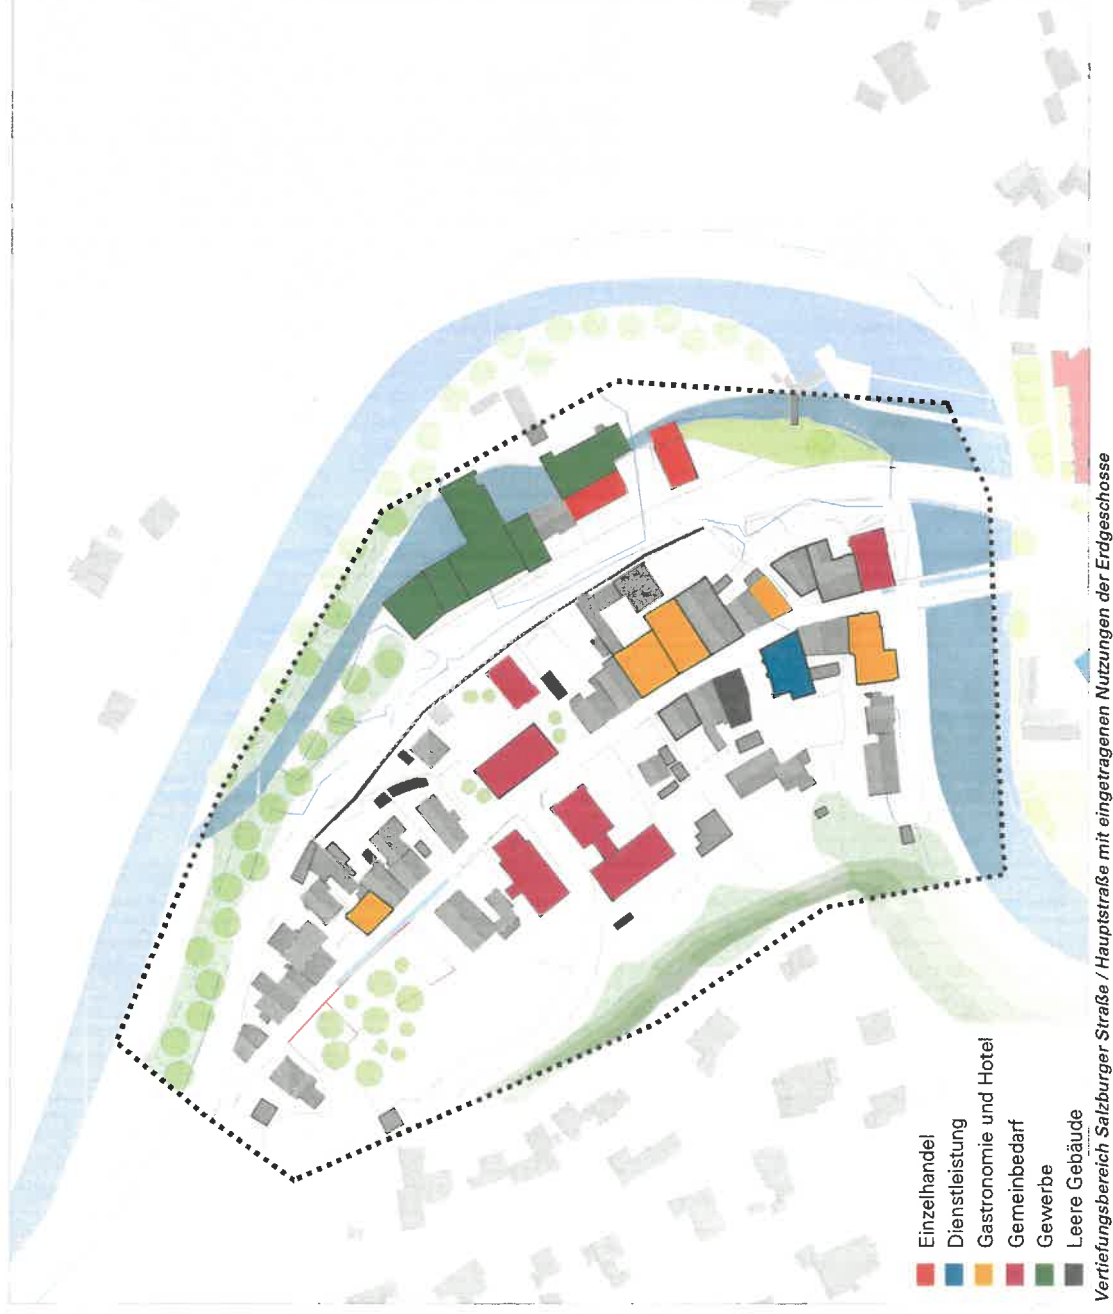 Einzelhandel
Dienstleistung
Gastronomie und Hotel
Gemeinbedarf
Gewerbe
Leere Gebäude
Vertiefungsbereich Salzburger Straße / Hauptstraße mit eingetragenen Nutzungen der Erdgeschosse